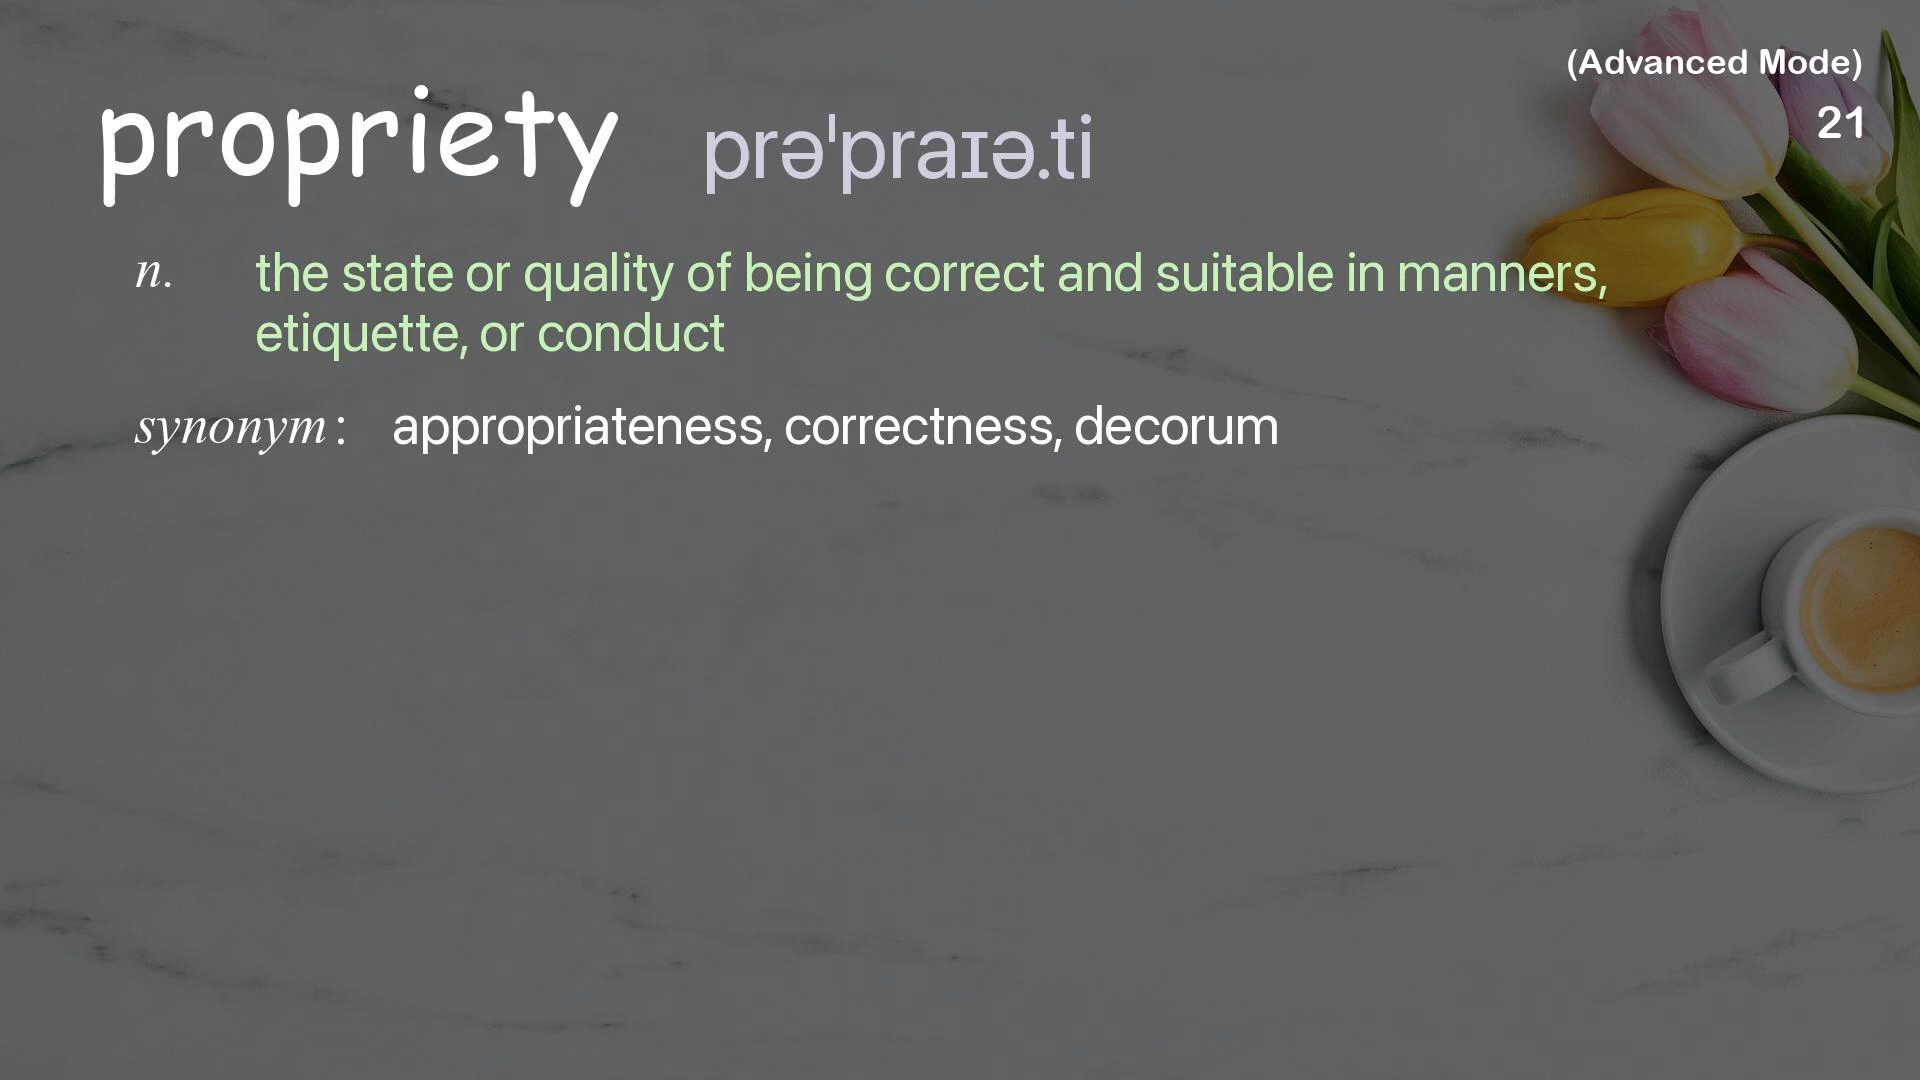 (Advanced Mode)
21
propriety prəˈpraɪə.ti
n. the state or quality of being correct and suitable in manners,
etiquette, or conduct
synonym: appropriateness, correctness, decorum